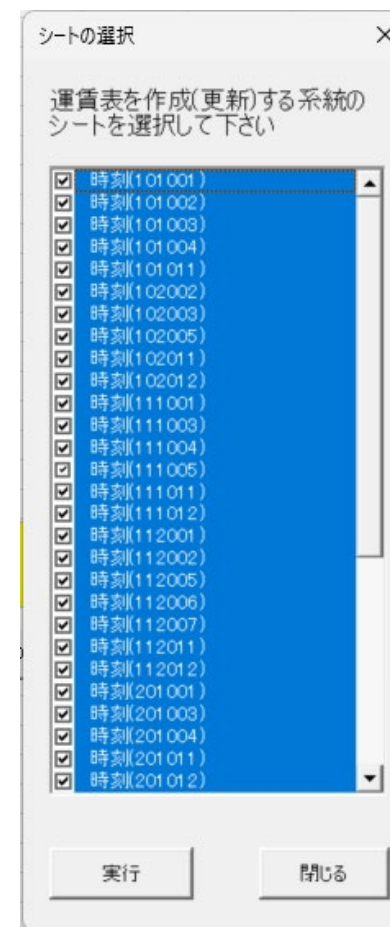 シートの選択
運賃表を作成(更新)する系統の
シートを選択して下さい
時刻(101001)
時刻(101002)
時刻(101003)
時刻(101004)
時刻(101011)
時刻(102002)
時刻(102003)
時刻(102005)
時刻(102011)
時刻(102012)
時刻(111001)
時刻(111003)
時刻(111004)
時刻(111005)
時刻(111011)
時刻(111012)
時刻(112001)
時刻(112002)
時刻(112005)
時刻(112006)
時刻(112007)
時刻(112011)
時刻(112012)
時刻(201001)
時刻(201003)
時刻(201004)
時刻(201011)
時刻(201012)
実行 閉じる